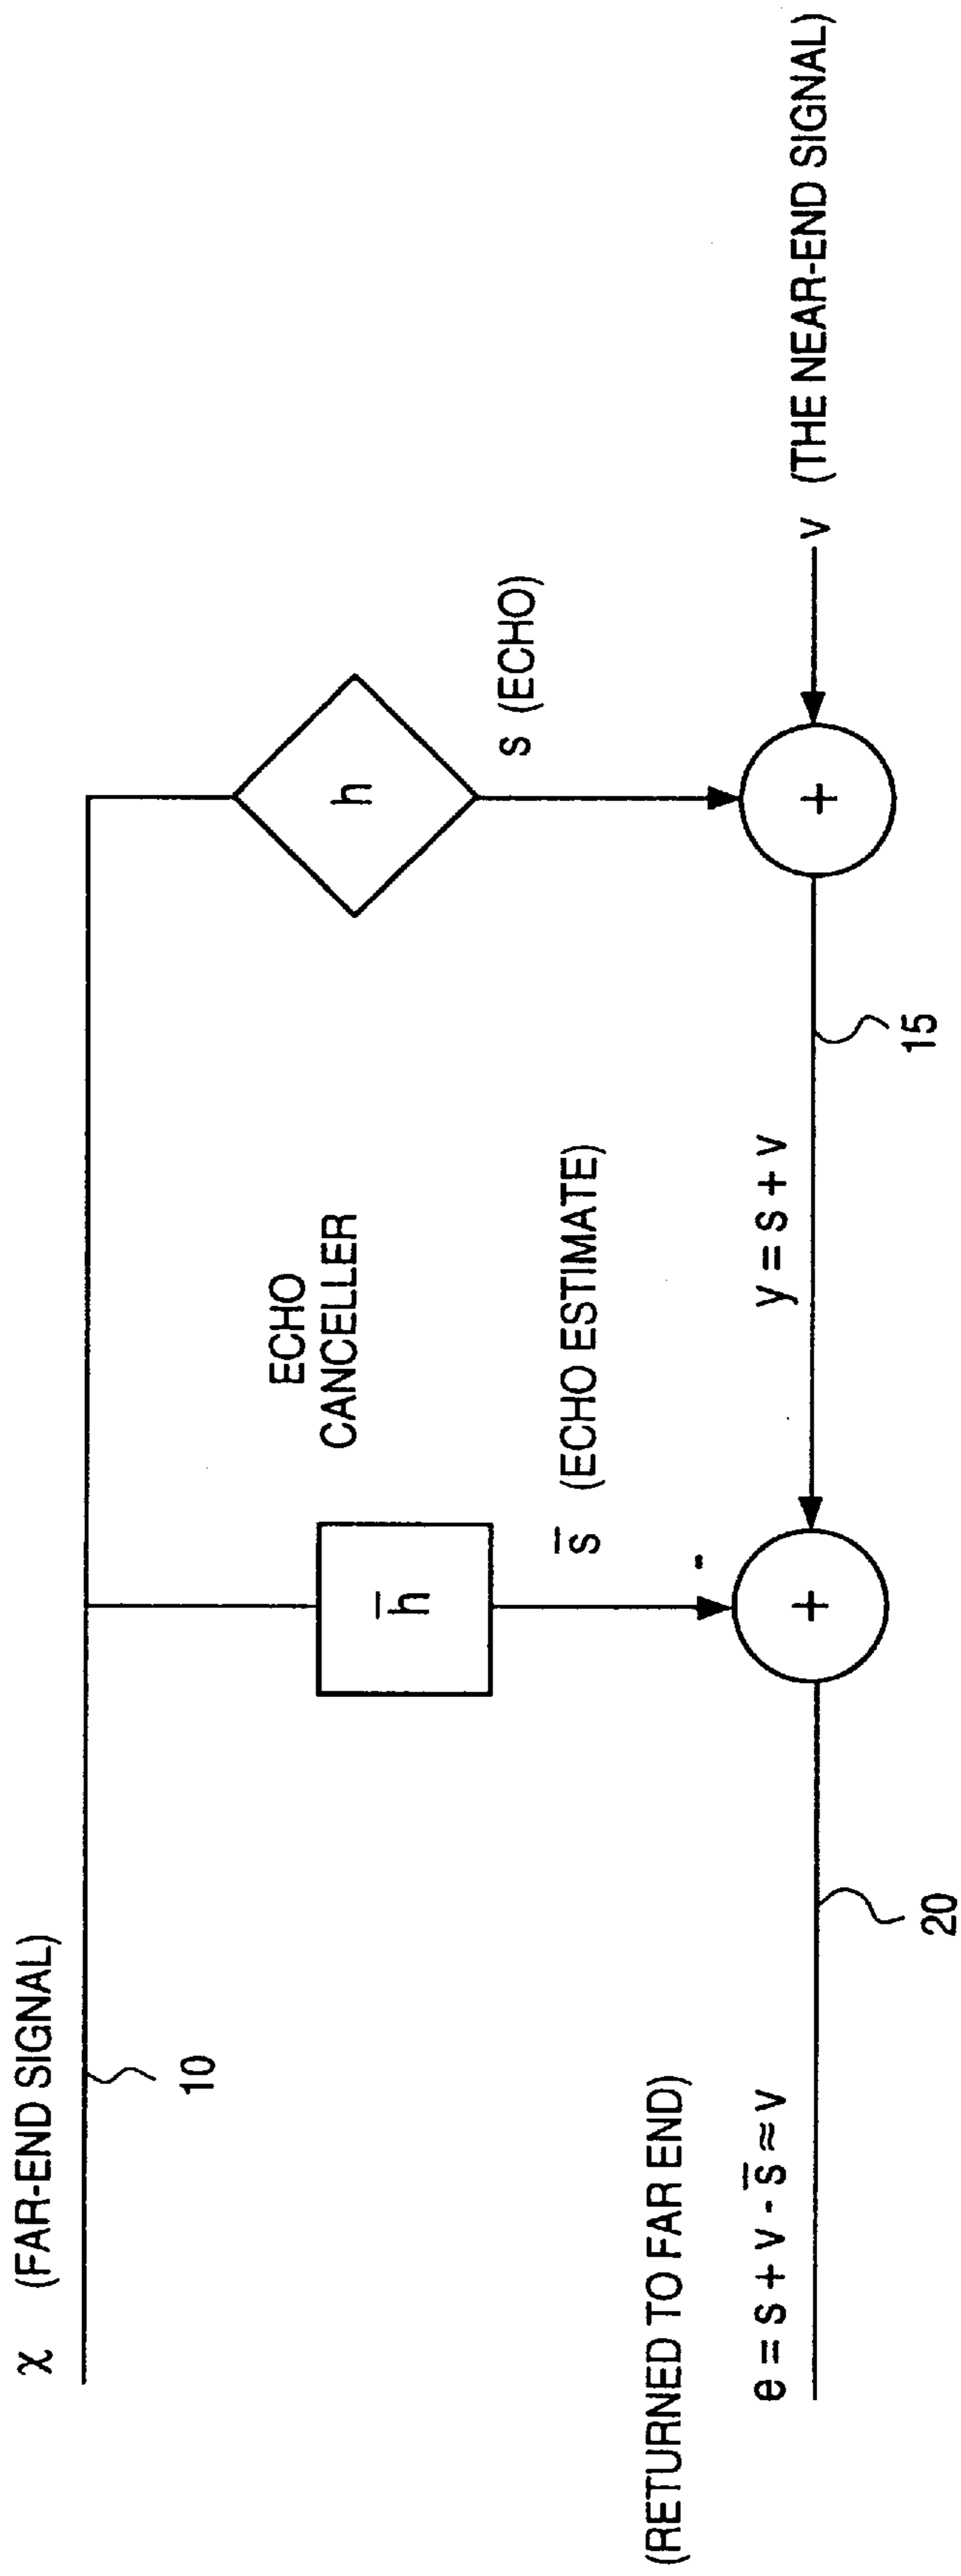 χ (FAR-END SIGNAL)
10
ECHO
CANCELLER
h̅
h
s̅ (ECHO ESTIMATE)
s (ECHO)
-
(RETURNED TO FAR END)
e = s + v - s̅ ≈ v
+
y = s + v
+
v (THE NEAR-END SIGNAL)
20
15